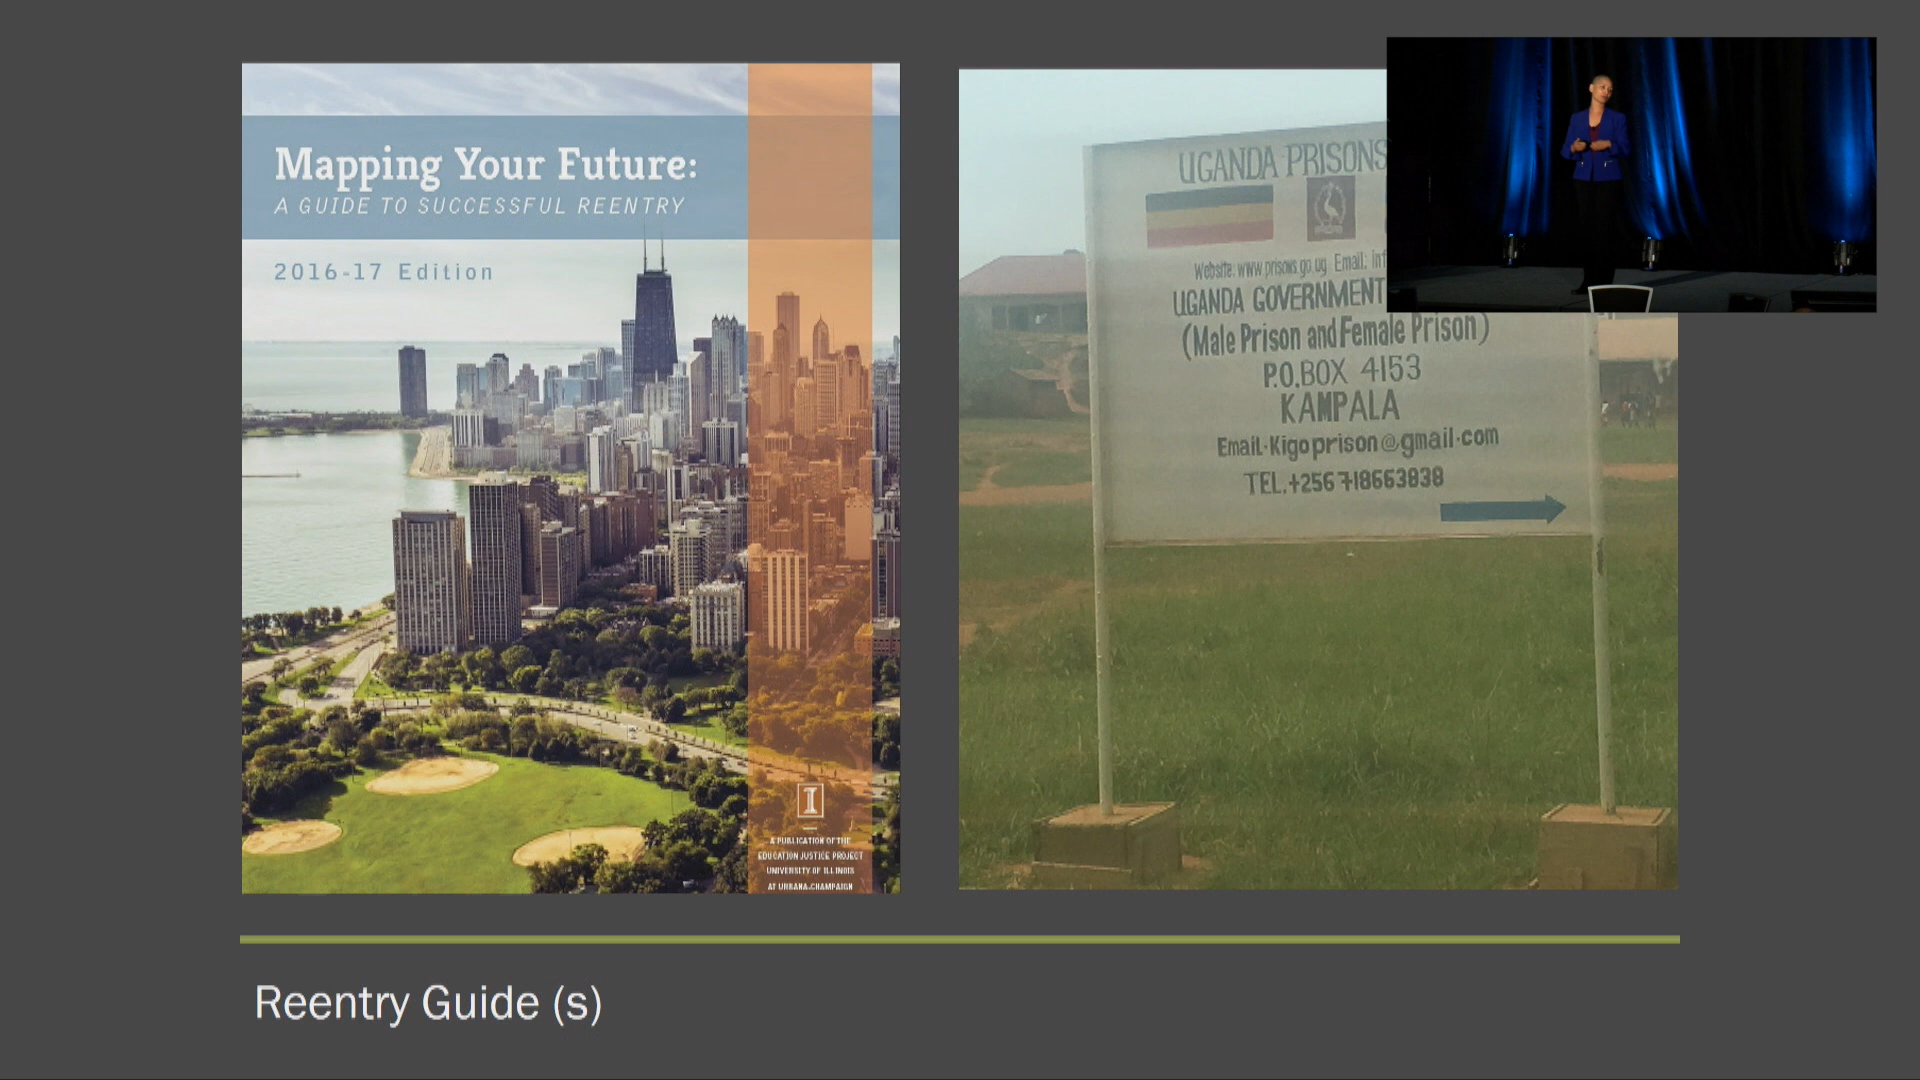 Mapping Your Future:
A GUIDE TO SUCCESSFUL REENTRY
2016-17 Edition
I
A PUBLICATION OF THE
EDUCATION JUSTICE PROJECT
UNIVERSITY OF ILLINOIS
AT URBANA-CHAMPAIGN
UGANDA PRISONS
Website: www.prisons.go.ug Email: inf
UGANDA GOVERNMENT
(Male Prison and Female Prison)
P.O.BOX 4153
KAMPALA
Email-Kigoprison@gmail.com
TEL.+256 718663838
Reentry Guide (s)